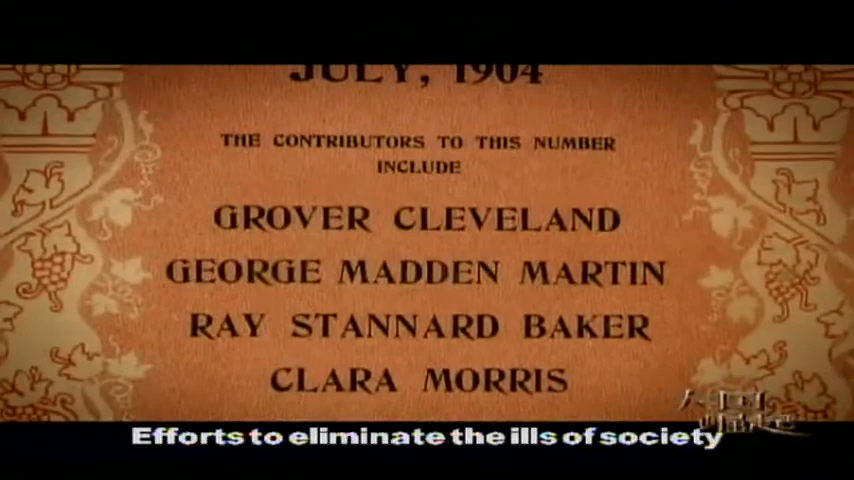 JULY, 1904
THE CONTRIBUTORS TO THIS NUMBER
INCLUDE
GROVER CLEVELAND
GEORGE MADDEN MARTIN
RAY STANNARD BAKER
CLARA MORRIS
Efforts to eliminate the ills of society